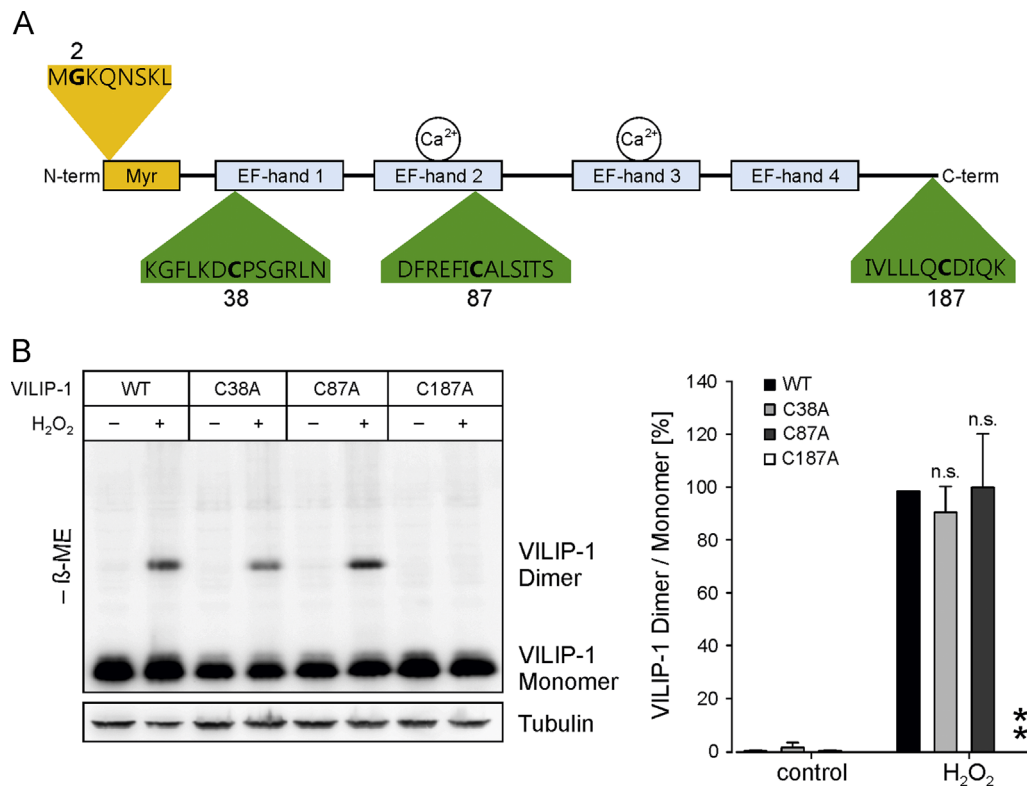 A
2
MGKQNSKL
Ca²⁺ Ca²⁺
N-term Myr EF-hand 1 EF-hand 2 EF-hand 3 EF-hand 4 C-term
KGFLKDCPSGRLN DFREFICALSITS IVLLLQCDIQK
38 87 187
B
VILIP-1 WT C38A C87A C187A
H₂O₂ – + – + – + – +
– ß-ME
VILIP-1
Dimer
VILIP-1
Monomer
Tubulin
VILIP-1 Dimer / Monomer [%]
140
120
100
80
60
40
20
0
WT
C38A
C87A
C187A
n.s.
n.s.
*
*
control H₂O₂